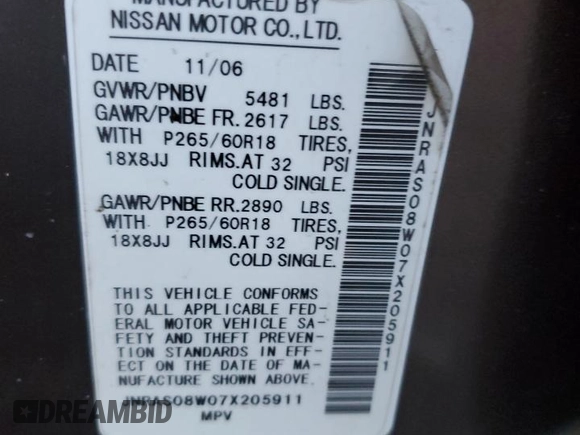 MANUFACTURED BY
NISSAN MOTOR CO.,LTD.
DATE 11/06
GVWR/PNBV 5481 LBS.
GAWR/PNBE FR. 2617 LBS.
WITH P265/60R18 TIRES,
18X8JJ RIMS.AT 32 PSI
COLD SINGLE.
GAWR/PNBE RR. 2890 LBS.
WITH P265/60R18 TIRES,
18X8JJ RIMS.AT 32 PSI
COLD SINGLE.
THIS VEHICLE CONFORMS
TO ALL APPLICABLE FED-
ERAL MOTOR VEHICLE SA-
FETY AND THEFT PREVEN-
TION STANDARDS IN EFF-
ECT ON THE DATE OF MA-
NUFACTURE SHOWN ABOVE.
JNRAS08W07X205911
MPV
JNRAS08W07X205911
DREAMBID